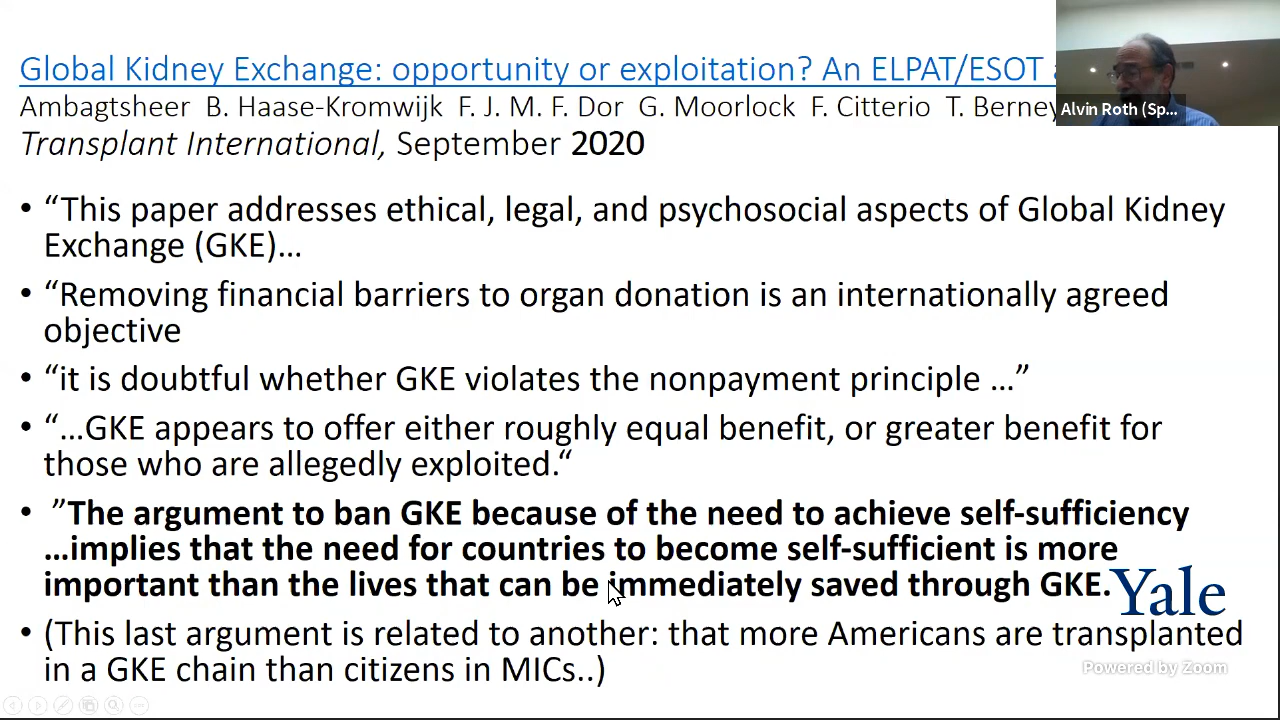 Global Kidney Exchange: opportunity or exploitation? An ELPAT/ESOT
Ambagtsheer B. Haase-Kromwijk F. J. M. F. Dor G. Moorlock F. Citterio T. Berney
Transplant International, September 2020
Alvin Roth (Sp...
• “This paper addresses ethical, legal, and psychosocial aspects of Global Kidney
Exchange (GKE)…
• “Removing financial barriers to organ donation is an internationally agreed
objective
• “it is doubtful whether GKE violates the nonpayment principle …”
• “…GKE appears to offer either roughly equal benefit, or greater benefit for
those who are allegedly exploited.“
• ”The argument to ban GKE because of the need to achieve self-sufficiency
…implies that the need for countries to become self-sufficient is more
important than the lives that can be immediately saved through GKE.
Yale
• (This last argument is related to another: that more Americans are transplanted
in a GKE chain than citizens in MICs..)
Powered by Zoom